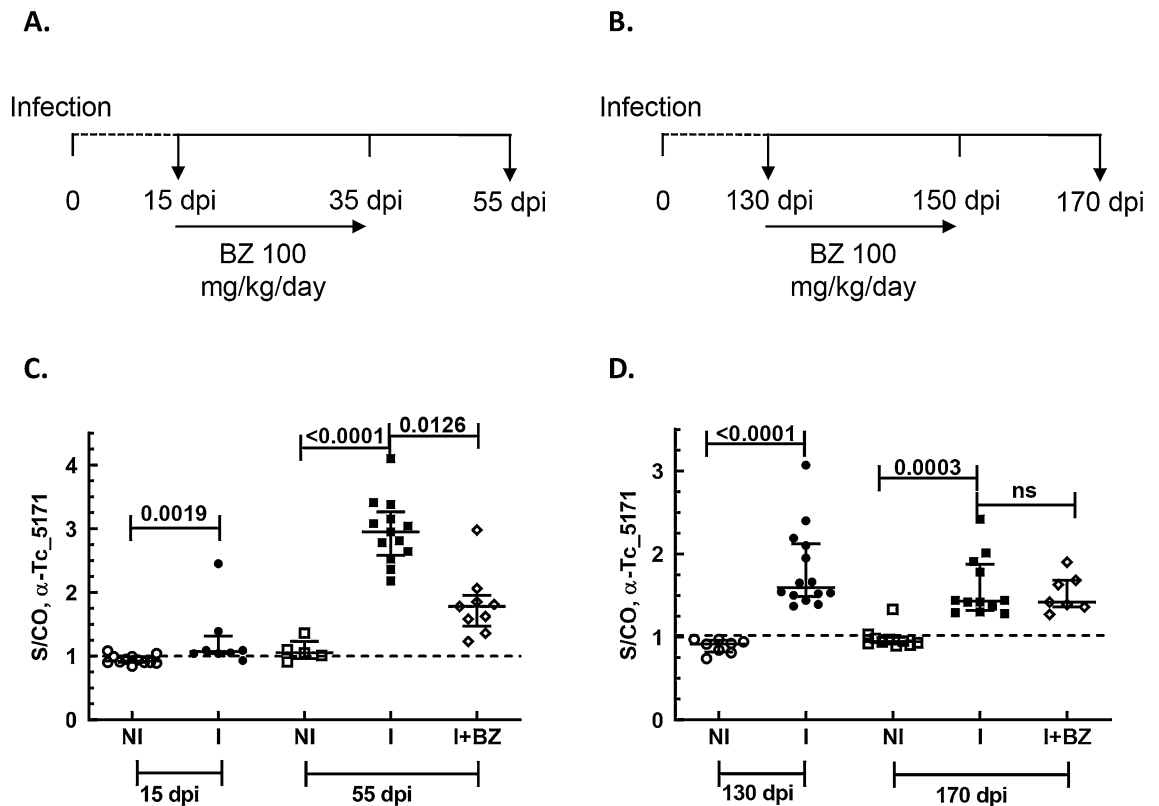 A.
Infection
0
15 dpi
35 dpi
55 dpi
BZ 100
mg/kg/day
B.
Infection
0
130 dpi
150 dpi
170 dpi
BZ 100
mg/kg/day
C.
S/CO, α-Tc_5171
4
3
2
1
0
0.0019
<0.0001
0.0126
NI
I
NI
I
I+BZ
15 dpi
55 dpi
D.
S/CO, α-Tc_5171
3
2
1
0
<0.0001
0.0003
ns
NI
I
NI
I
I+BZ
130 dpi
170 dpi